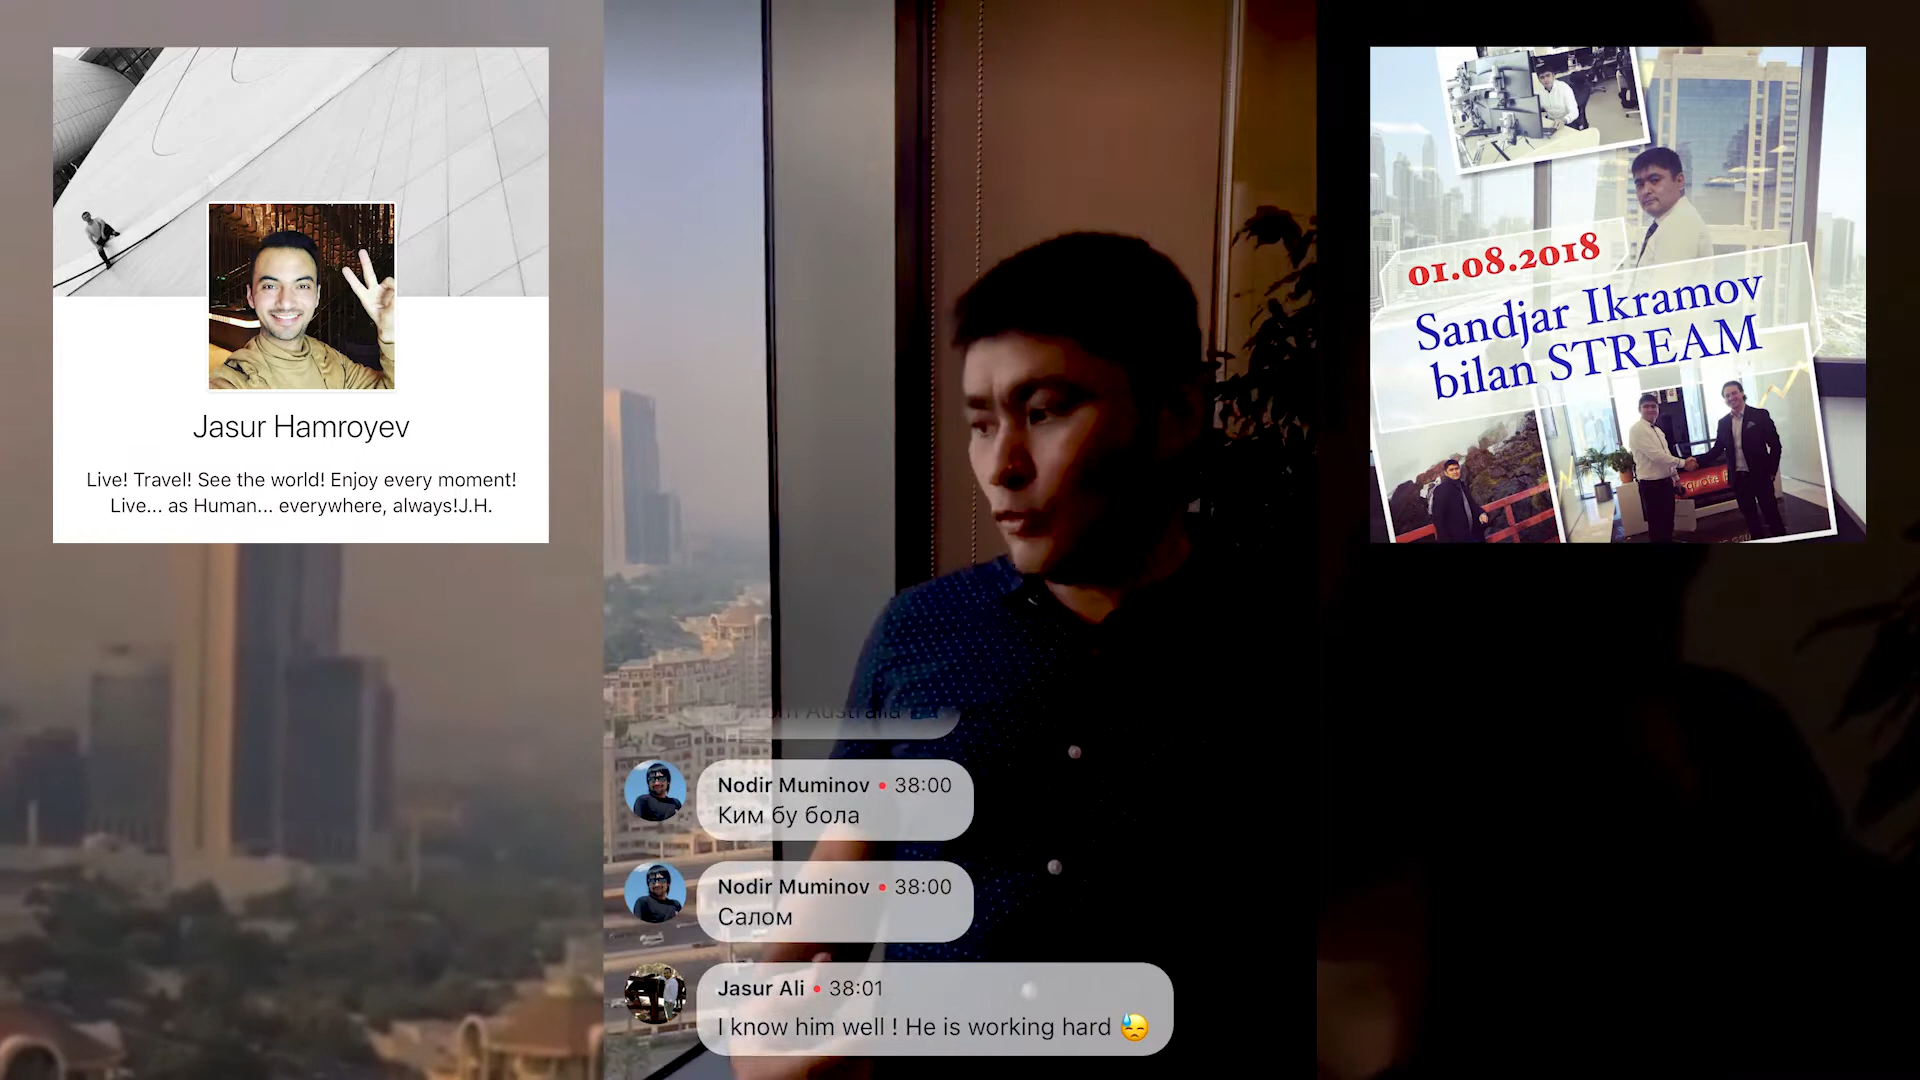 Jasur Hamroyev
Live! Travel! See the world! Enjoy every moment!
Live... as Human... everywhere, always!J.H.
from Australia
Nodir Muminov • 38:00
Ким бу бола
Nodir Muminov • 38:00
Салом
Jasur Ali • 38:01
I know him well ! He is working hard 😓
01.08.2018
Sandjar Ikramov
bilan STREAM